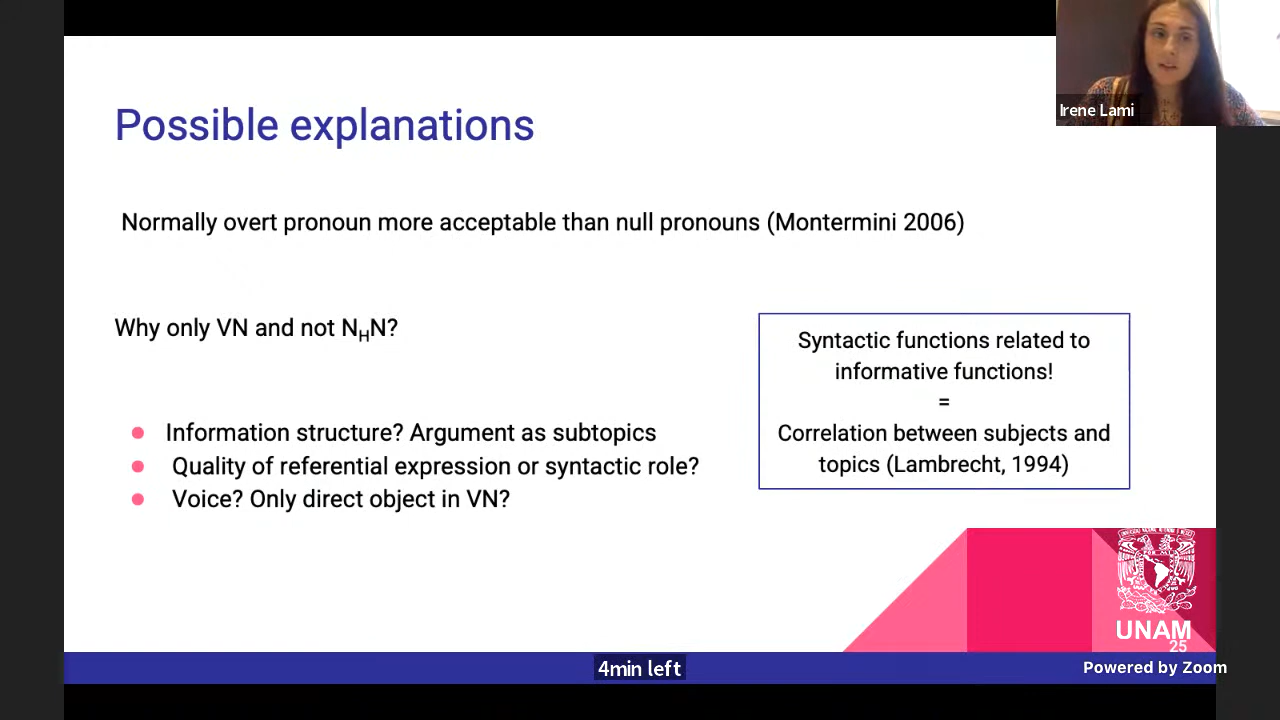 Possible explanations
Irene Lami
Normally overt pronoun more acceptable than null pronouns (Montermini 2006)
Why only VN and not NHN?
Syntactic functions related to
informative functions!
=
Correlation between subjects and
topics (Lambrecht, 1994)
Information structure? Argument as subtopics
Quality of referential expression or syntactic role?
Voice? Only direct object in VN?
UNAM
25
4min left
Powered by Zoom